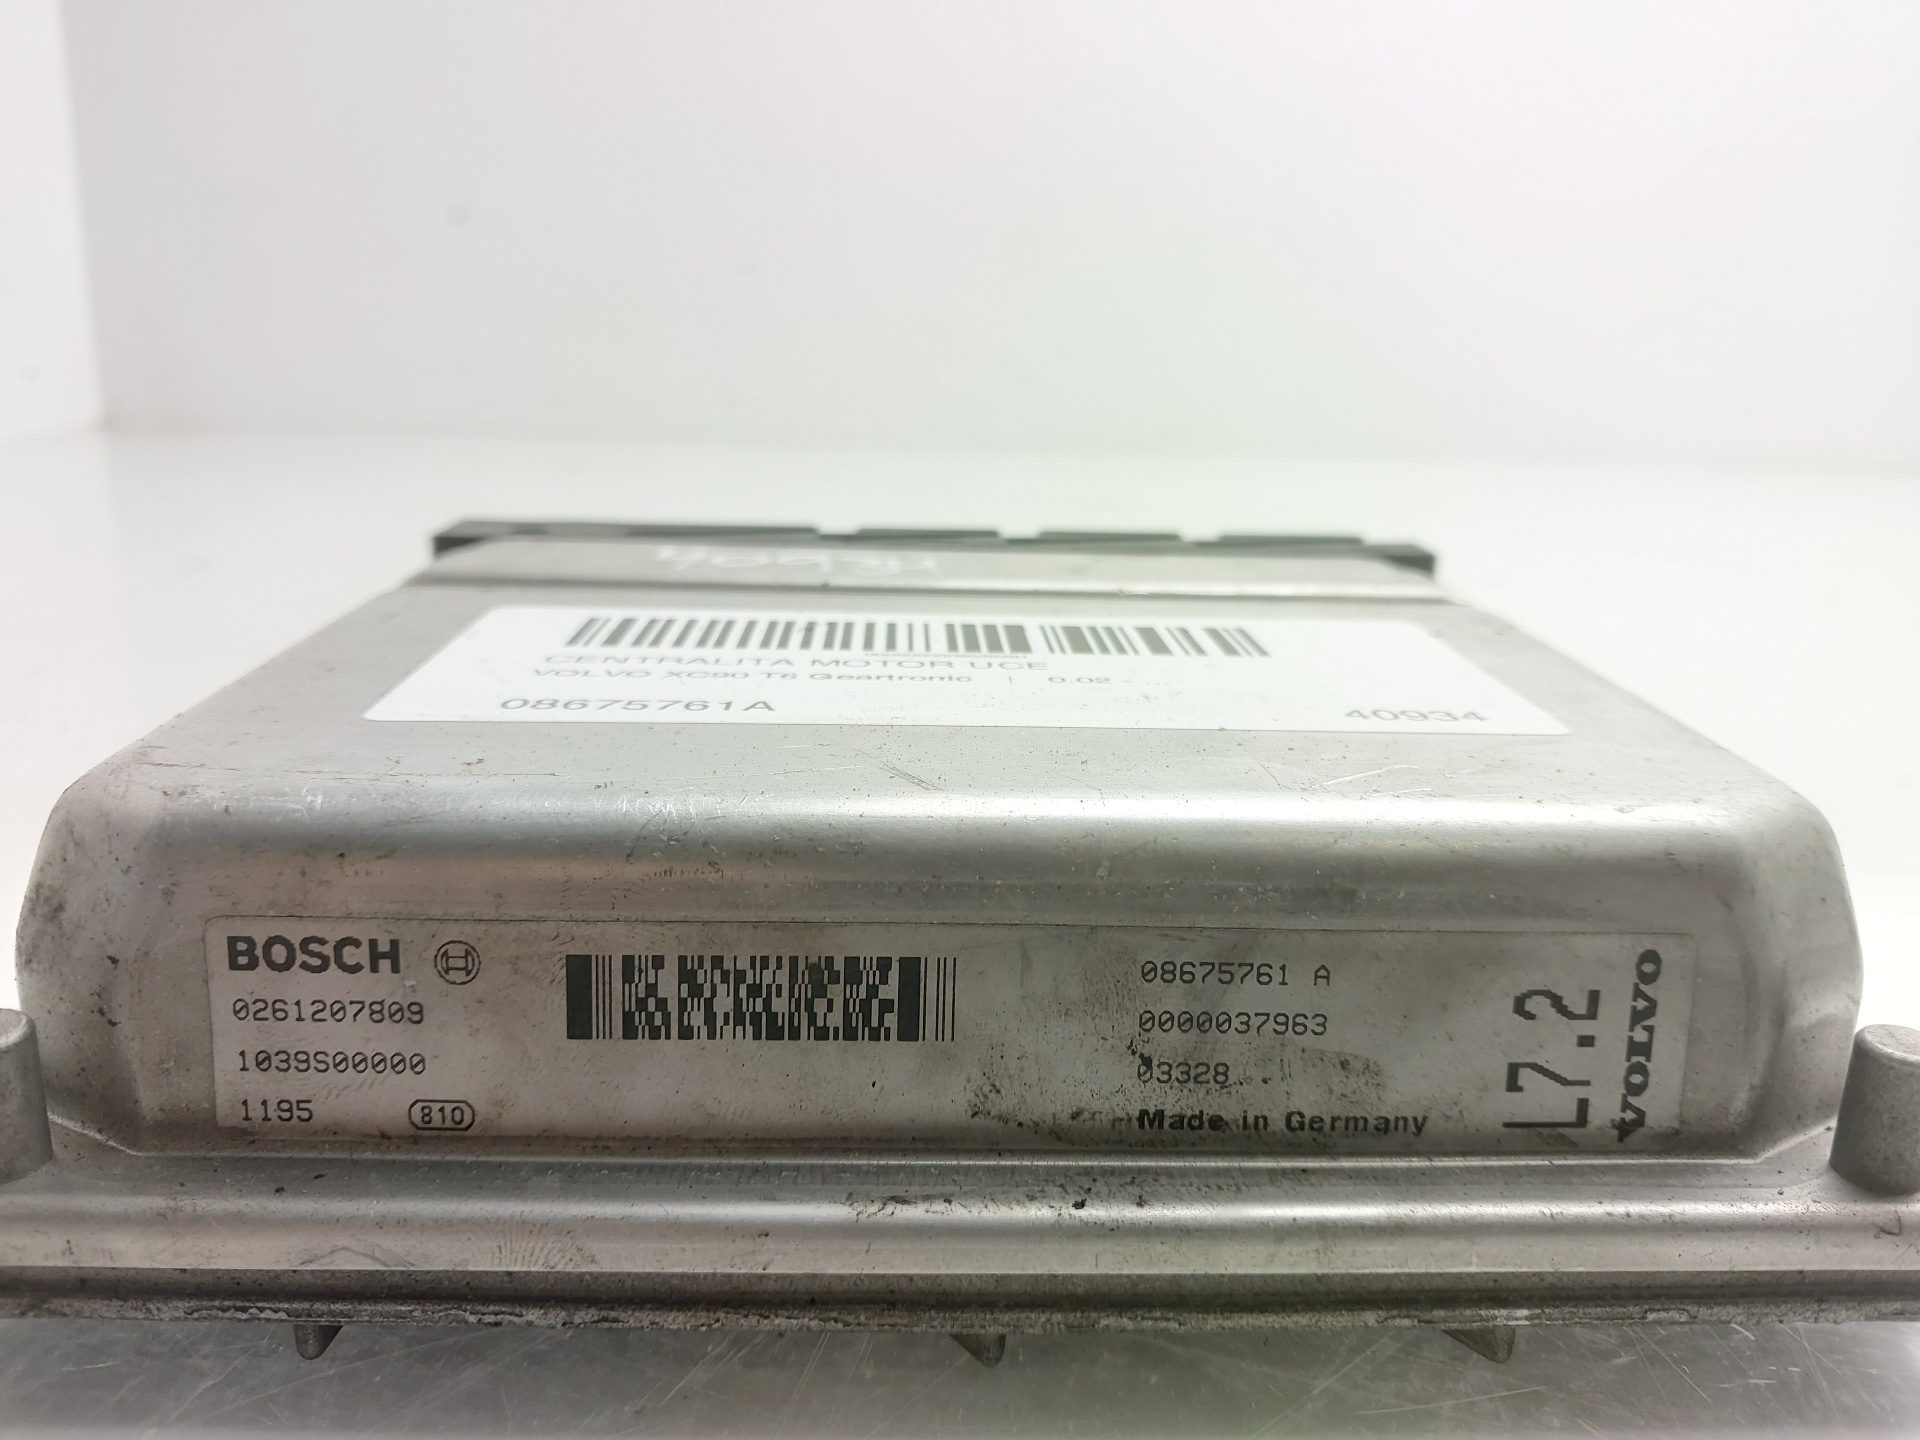 CENTRALITA MOTOR UCE
VOLVO XC90 T6 Geartronic | 0.02 - ...
08675761A 40934
BOSCH
0261207809
1039S00000
1195 810
08675761 A
0000037963
03328
Made in Germany
L7.2
VOLVO